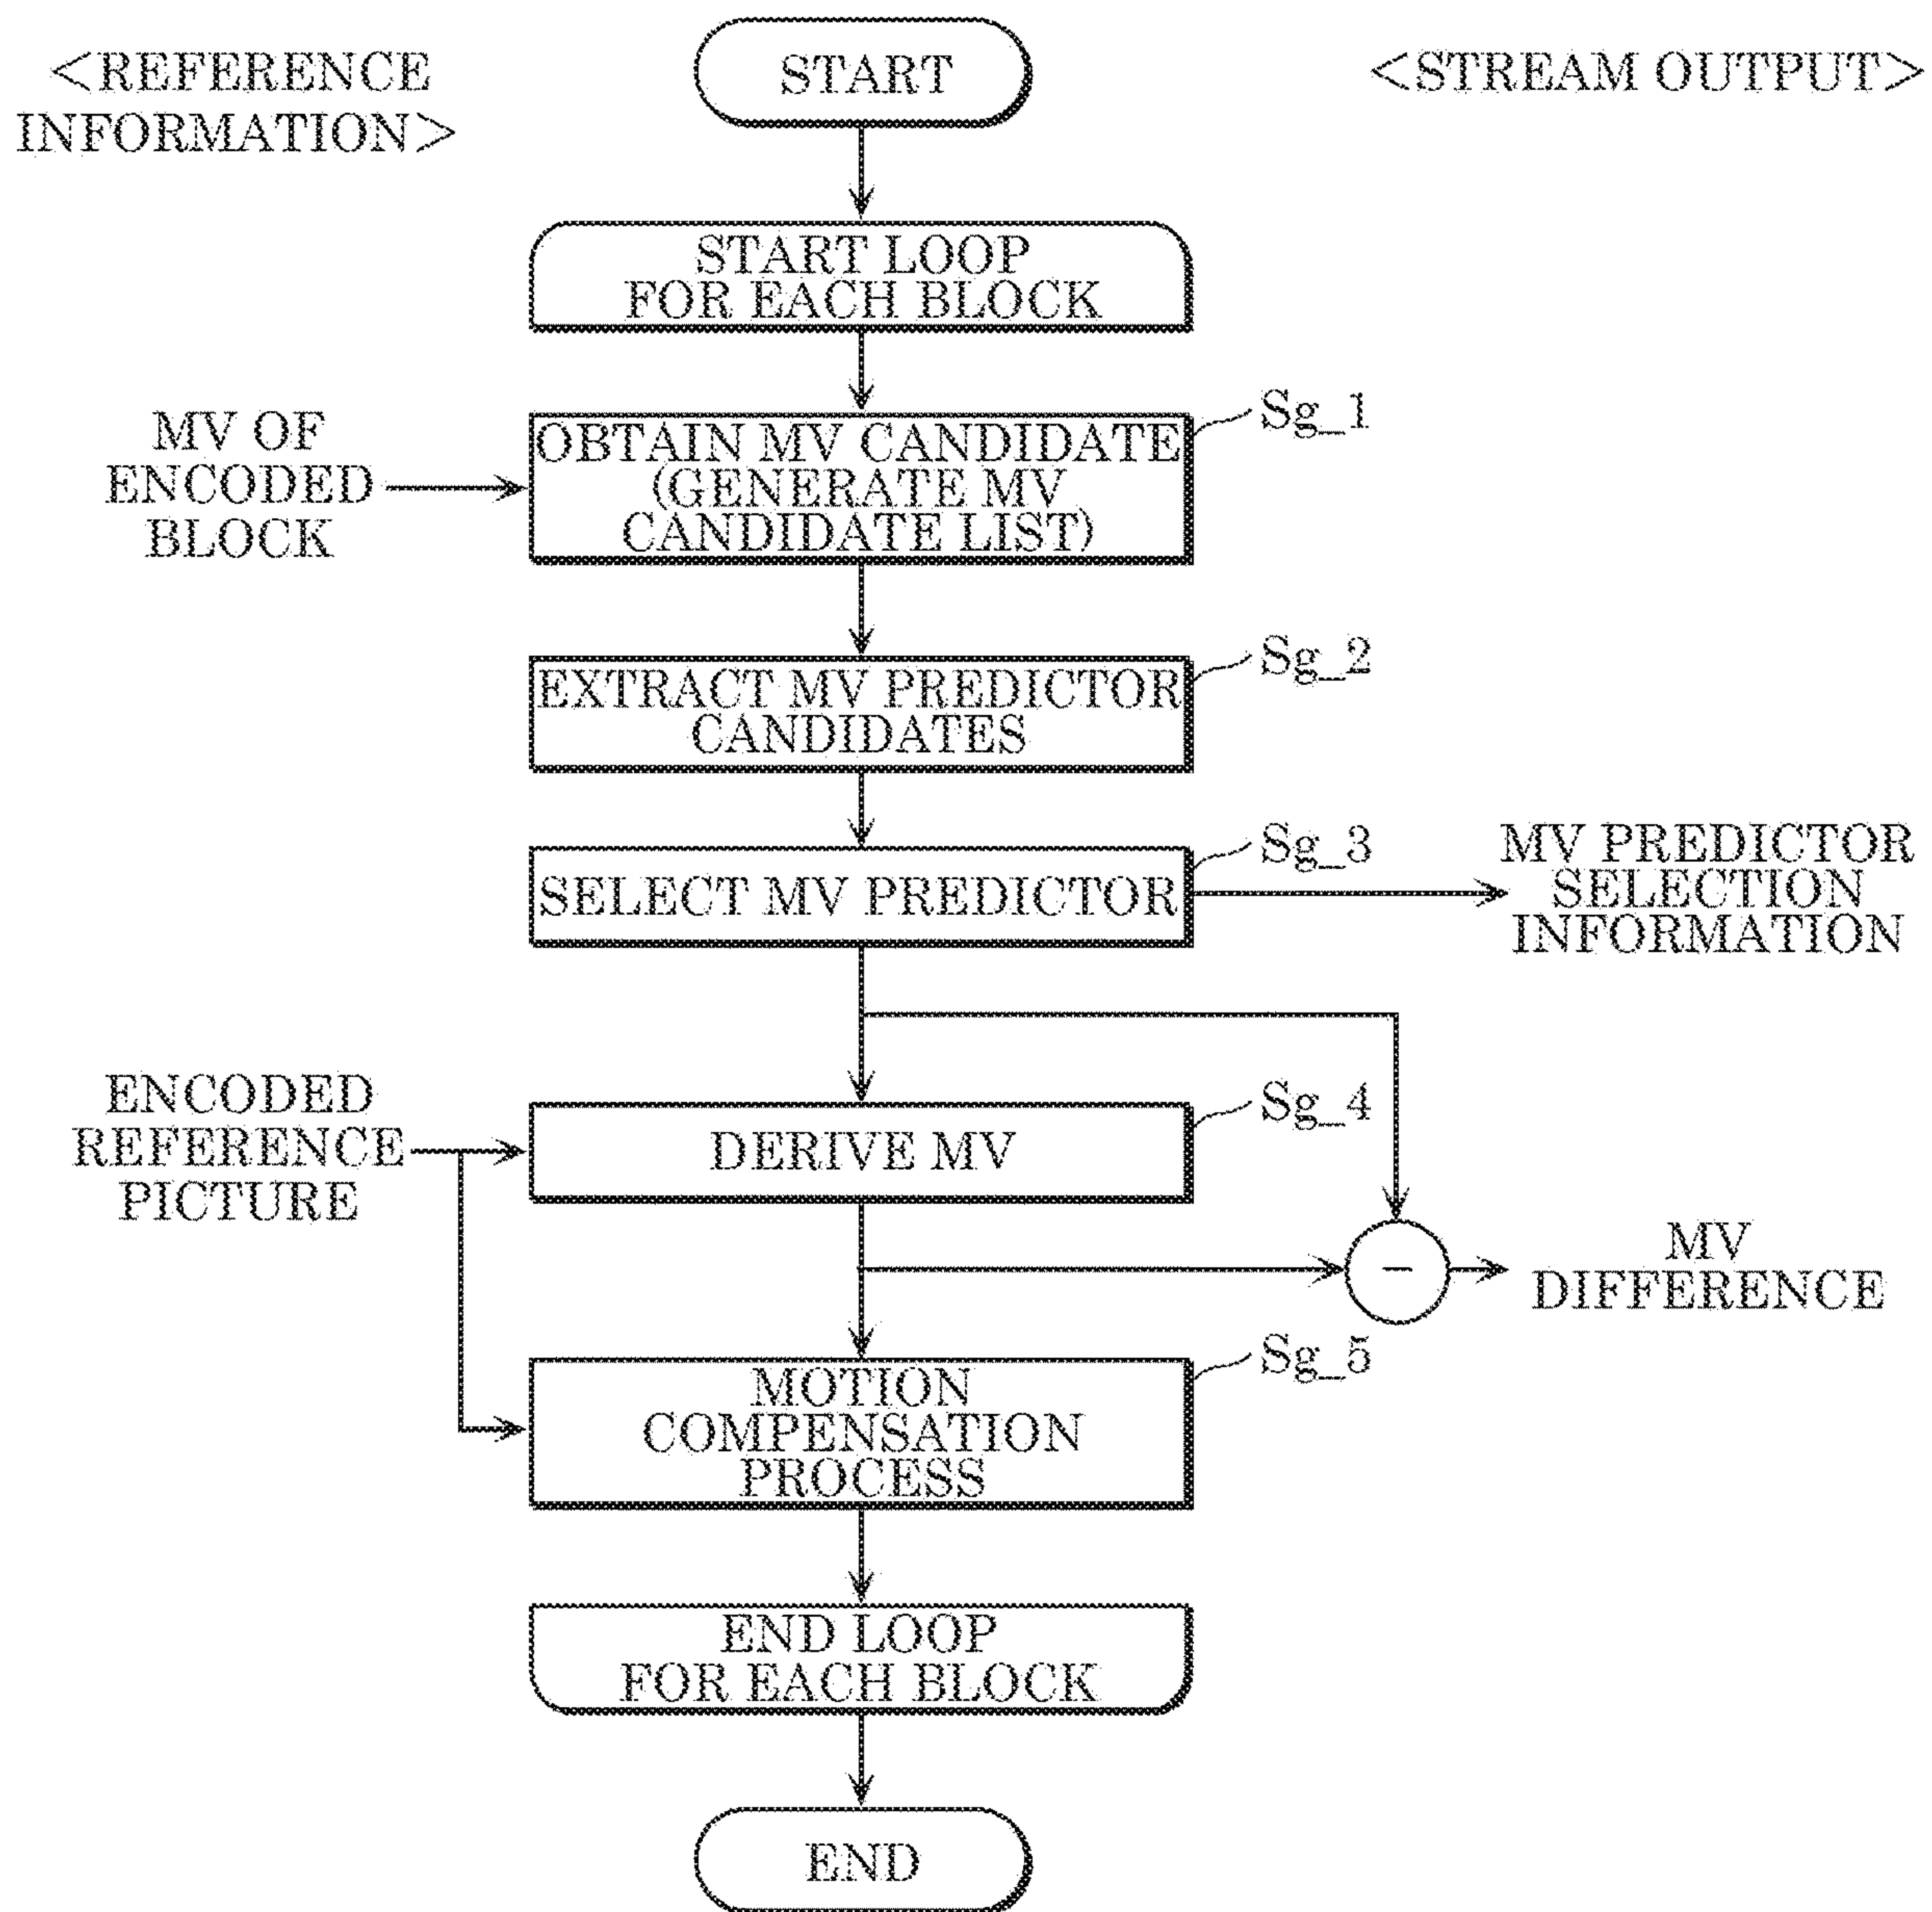 <REFERENCE
INFORMATION>
START
<STREAM OUTPUT>
START LOOP
FOR EACH BLOCK
MV OF
ENCODED
BLOCK
OBTAIN MV CANDIDATE
(GENERATE MV
CANDIDATE LIST)
Sg_1
EXTRACT MV PREDICTOR
CANDIDATES
Sg_2
SELECT MV PREDICTOR
Sg_3
MV PREDICTOR
SELECTION
INFORMATION
ENCODED
REFERENCE
PICTURE
DERIVE MV
Sg_4
−
MV
DIFFERENCE
MOTION
COMPENSATION
PROCESS
Sg_5
END LOOP
FOR EACH BLOCK
END